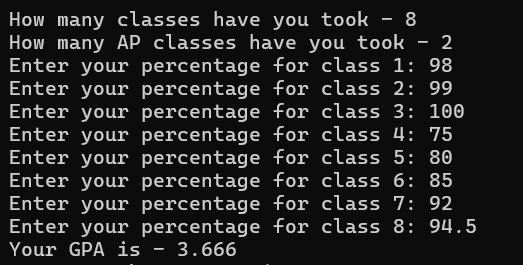 How many classes have you took - 8
How many AP classes have you took - 2
Enter your percentage for class 1: 98
Enter your percentage for class 2: 99
Enter your percentage for class 3: 100
Enter your percentage for class 4: 75
Enter your percentage for class 5: 80
Enter your percentage for class 6: 85
Enter your percentage for class 7: 92
Enter your percentage for class 8: 94.5
Your GPA is - 3.666